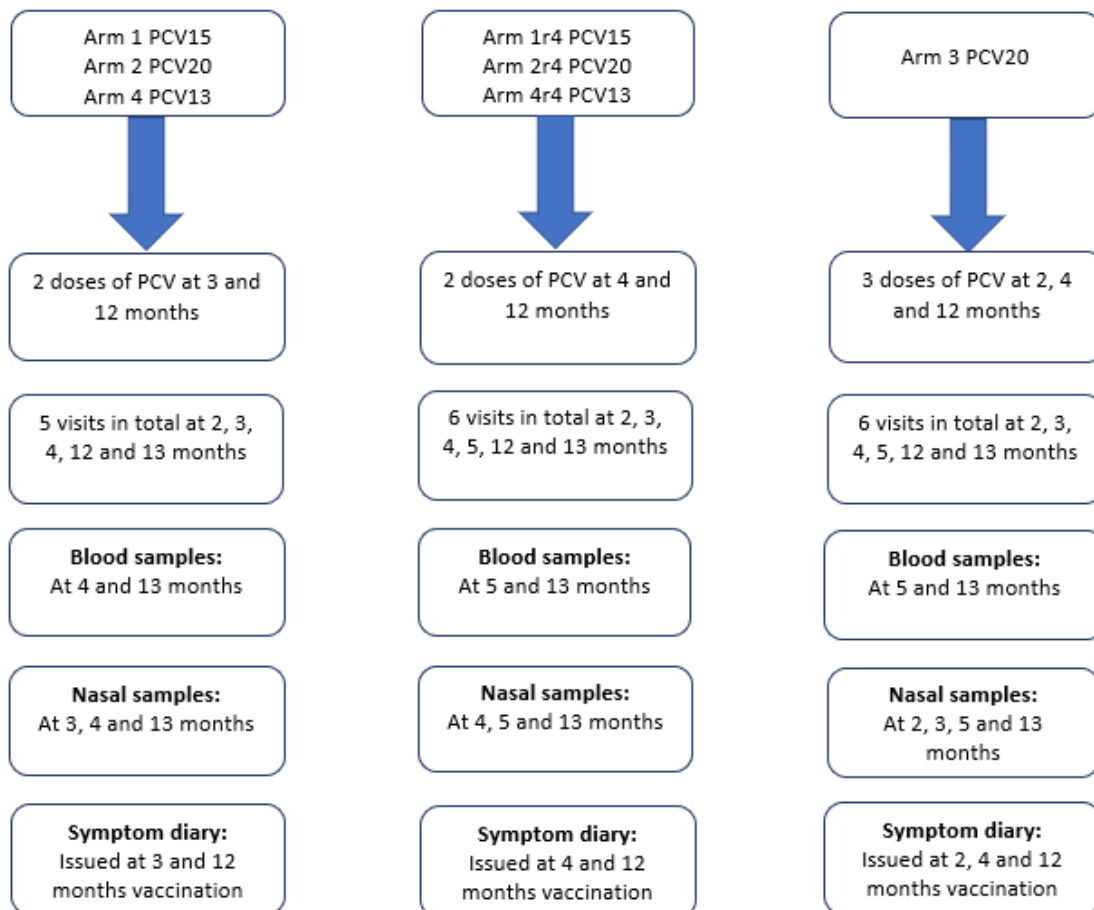 Arm 1 PCV15
Arm 2 PCV20
Arm 4 PCV13
2 doses of PCV at 3 and
12 months
5 visits in total at 2, 3,
4, 12 and 13 months
Blood samples:
At 4 and 13 months
Nasal samples:
At 3, 4 and 13 months
Symptom diary:
Issued at 3 and 12
months vaccination
Arm 1r4 PCV15
Arm 2r4 PCV20
Arm 4r4 PCV13
2 doses of PCV at 4 and
12 months
6 visits in total at 2, 3,
4, 5, 12 and 13 months
Blood samples:
At 5 and 13 months
Nasal samples:
At 4, 5 and 13 months
Symptom diary:
Issued at 4 and 12
months vaccination
Arm 3 PCV20
3 doses of PCV at 2, 4
and 12 months
6 visits in total at 2, 3,
4, 5, 12 and 13 months
Blood samples:
At 5 and 13 months
Nasal samples:
At 2, 3, 5 and 13
months
Symptom diary:
Issued at 2, 4 and 12
months vaccination